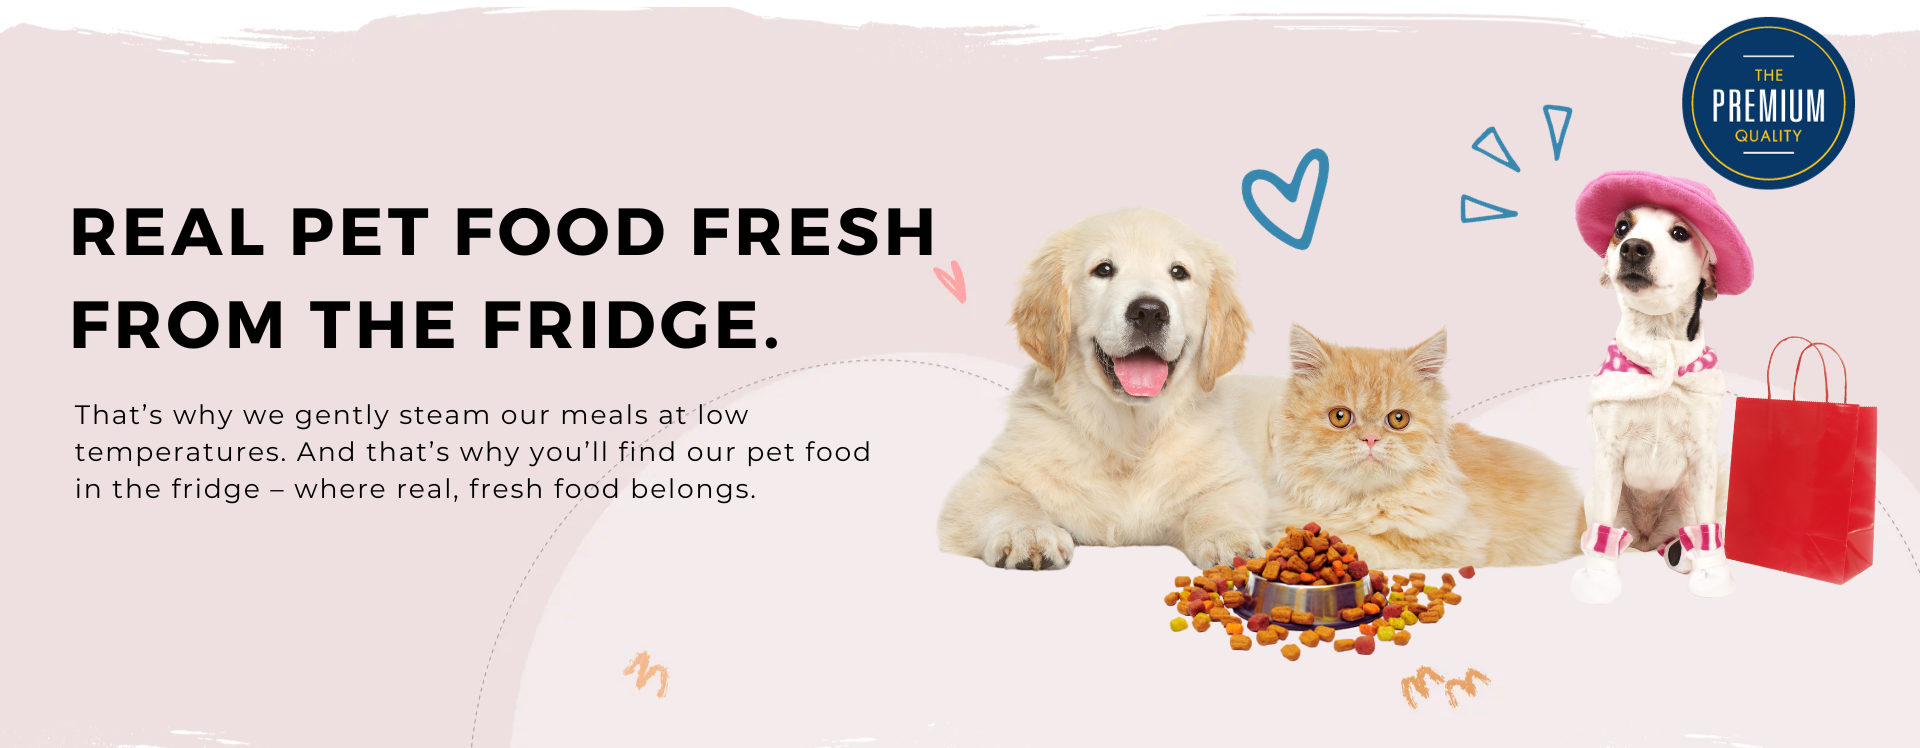 THE
PREMIUM
QUALITY
REAL PET FOOD FRESH
FROM THE FRIDGE.
That’s why we gently steam our meals at low
temperatures. And that’s why you’ll find our pet food
in the fridge – where real, fresh food belongs.